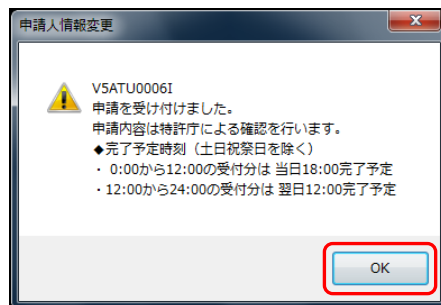 申請人情報変更
V5ATU0006I
申請を受け付けました。
申請内容は特許庁による確認を行います。
◆完了予定時刻（土日祝祭日を除く）
・ 0:00から12:00の受付分は 当日18:00完了予定
・12:00から24:00の受付分は 翌日12:00完了予定
OK